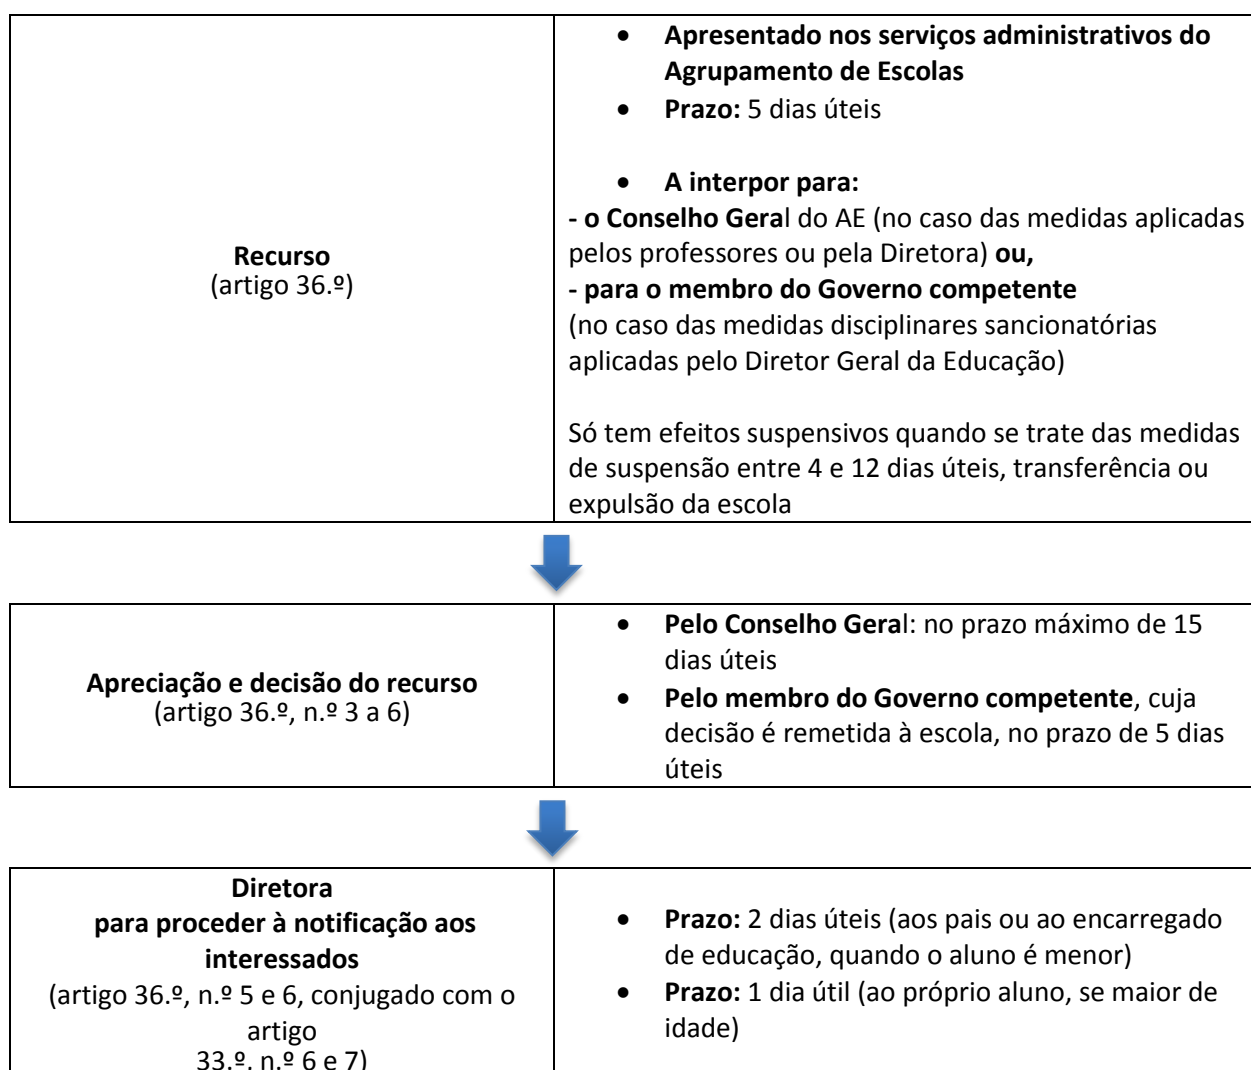 Recurso
(artigo 36.º)
• Apresentado nos serviços administrativos do
Agrupamento de Escolas
• Prazo: 5 dias úteis
• A interpor para:
- o Conselho Geral do AE (no caso das medidas aplicadas
pelos professores ou pela Diretora) ou,
- para o membro do Governo competente
(no caso das medidas disciplinares sancionatórias
aplicadas pelo Diretor Geral da Educação)
Só tem efeitos suspensivos quando se trate das medidas
de suspensão entre 4 e 12 dias úteis, transferência ou
expulsão da escola
Apreciação e decisão do recurso
(artigo 36.º, n.º 3 a 6)
• Pelo Conselho Geral: no prazo máximo de 15
dias úteis
• Pelo membro do Governo competente, cuja
decisão é remetida à escola, no prazo de 5 dias
úteis
Diretora
para proceder à notificação aos
interessados
(artigo 36.º, n.º 5 e 6, conjugado com o
artigo
33.º, n.º 6 e 7)
• Prazo: 2 dias úteis (aos pais ou ao encarregado
de educação, quando o aluno é menor)
• Prazo: 1 dia útil (ao próprio aluno, se maior de
idade)